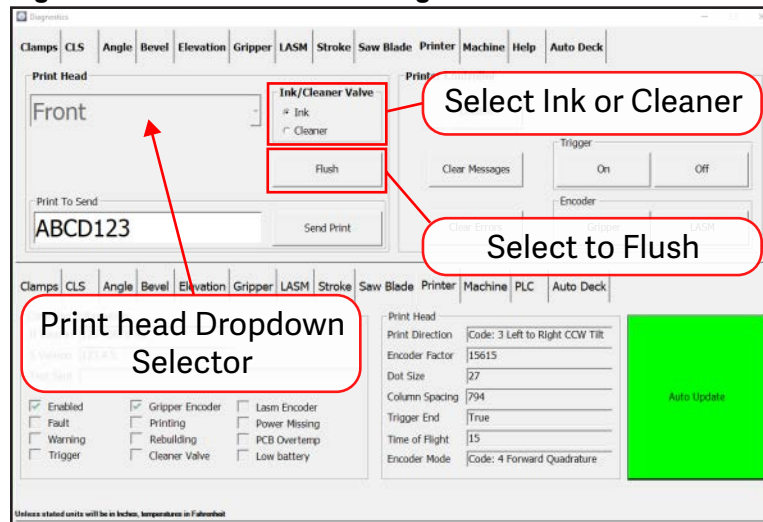 Diagnostics
Clamps CLS Angle Bevel Elevation Gripper LASM Stroke Saw Blade Printer Machine Help Auto Deck
Print Head
Front
Ink/Cleaner Valve
Ink
Cleaner
Flush
Select Ink or Cleaner
Clear Messages
Trigger
On Off
Print To Send
ABCD123
Send Print
Encoder
Clear Errors Gripper LASM
Select to Flush
Clamps CLS Angle Bevel Elevation Gripper LASM Stroke Saw Blade Printer Machine PLC Auto Deck
Print head Dropdown
Selector
Enabled Gripper Encoder Lasm Encoder
Fault Printing Power Missing
Warning Rebuilding PCB Overtemp
Trigger Cleaner Valve Low battery
Print Head
Print Direction Code: 3 Left to Right CCW Tilt
Encoder Factor 15615
Dot Size 27
Column Spacing 794
Trigger End True
Time of Flight 15
Encoder Mode Code: 4 Forward Quadrature
Auto Update
Unless stated units will be in Inches, temperatures in Fahrenheit